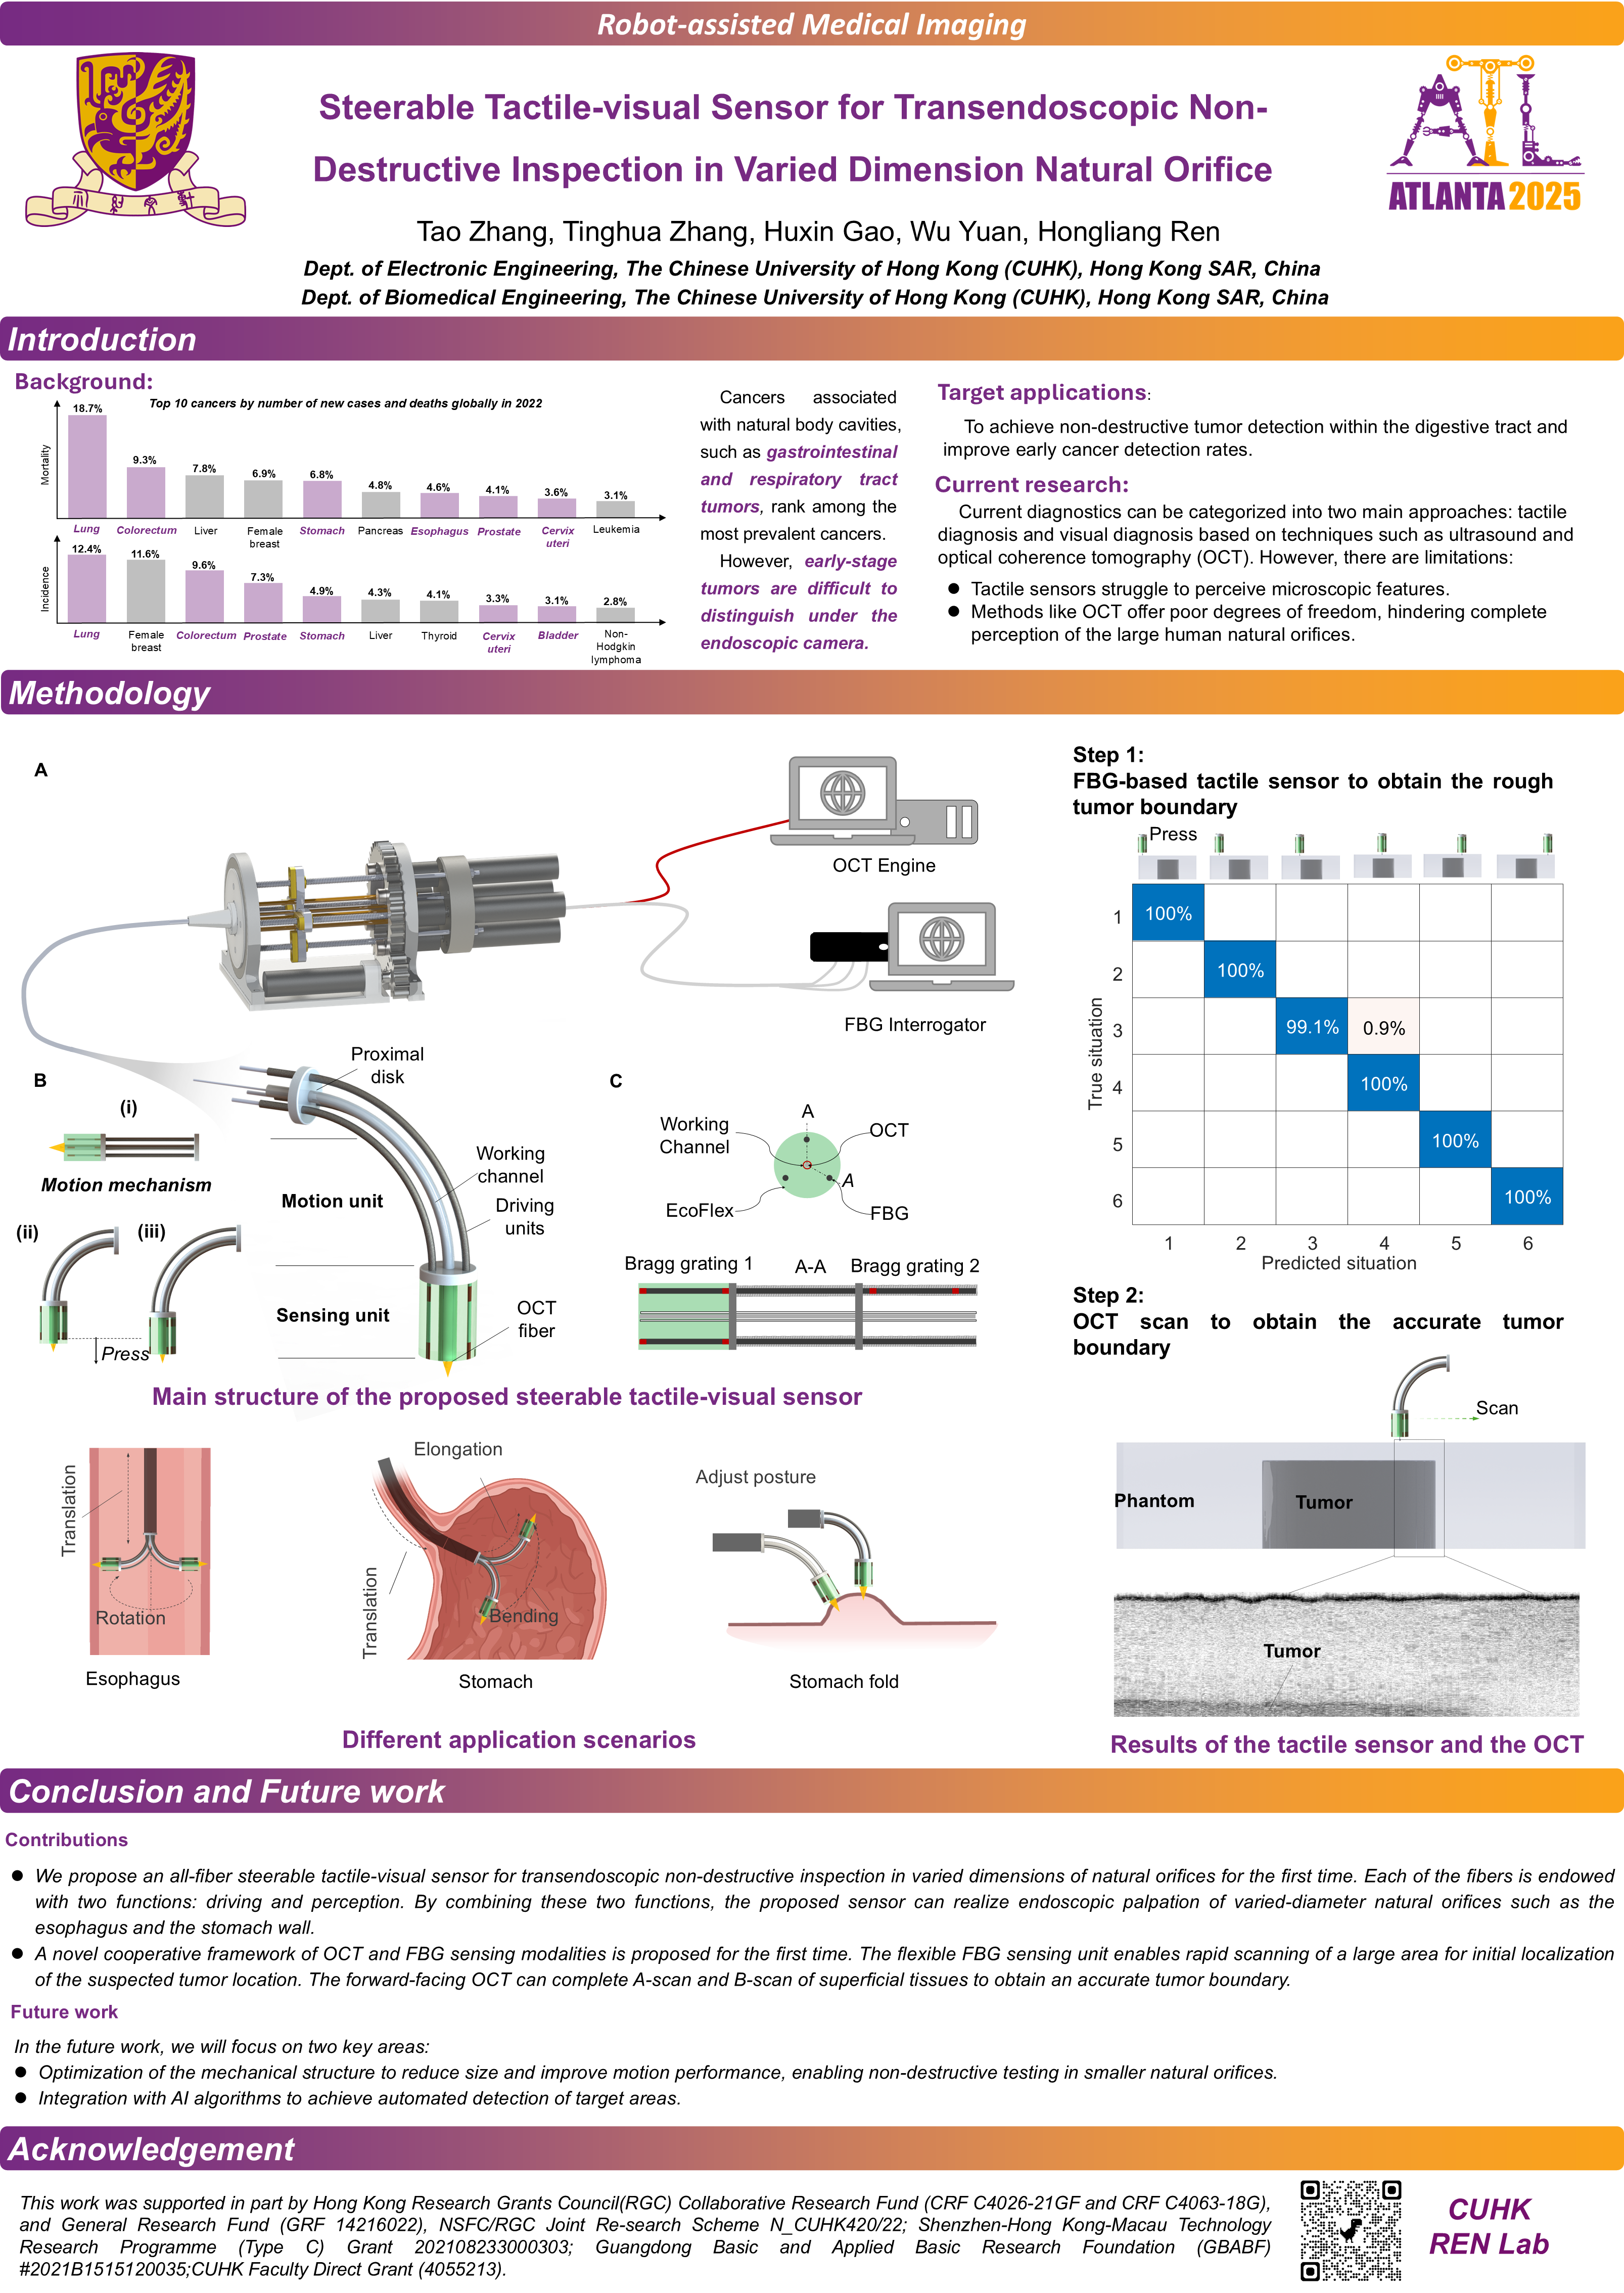 Robot-assisted Medical Imaging
Steerable Tactile-visual Sensor for Transendoscopic Non-
Destructive Inspection in Varied Dimension Natural Orifice
ATLANTA 2025
Tao Zhang, Tinghua Zhang, Huxin Gao, Wu Yuan, Hongliang Ren
Dept. of Electronic Engineering, The Chinese University of Hong Kong (CUHK), Hong Kong SAR, China
Dept. of Biomedical Engineering, The Chinese University of Hong Kong (CUHK), Hong Kong SAR, China
Introduction
Background:
Top 10 cancers by number of new cases and deaths globally in 2022
Mortality
18.7%
9.3%
7.8%
6.9%
6.8%
4.8%
4.6%
4.1%
3.6%
3.1%
Lung
Colorectum
Liver
Female
breast
Stomach
Pancreas
Esophagus
Prostate
Cervix
uteri
Leukemia
Incidence
12.4%
11.6%
9.6%
7.3%
4.9%
4.3%
4.1%
3.3%
3.1%
2.8%
Lung
Female
breast
Colorectum
Prostate
Stomach
Liver
Thyroid
Cervix
uteri
Bladder
Non-
Hodgkin
lymphoma
Cancers associated
with natural body cavities,
such as gastrointestinal
and respiratory tract
tumors, rank among the
most prevalent cancers.
However, early-stage
tumors are difficult to
distinguish under the
endoscopic camera.
Target applications:
To achieve non-destructive tumor detection within the digestive tract and
improve early cancer detection rates.
Current research:
Current diagnostics can be categorized into two main approaches: tactile
diagnosis and visual diagnosis based on techniques such as ultrasound and
optical coherence tomography (OCT). However, there are limitations:
● Tactile sensors struggle to perceive microscopic features.
● Methods like OCT offer poor degrees of freedom, hindering complete
perception of the large human natural orifices.
Methodology
A
OCT Engine
FBG Interrogator
B
(i)
Motion mechanism
(ii)
(iii)
Press
Proximal
disk
Working
channel
Motion unit
Driving
units
Sensing unit
OCT
fiber
C
A
Working
Channel
OCT
A
EcoFlex
FBG
Bragg grating 1
A-A
Bragg grating 2
Main structure of the proposed steerable tactile-visual sensor
Translation
Rotation
Esophagus
Elongation
Translation
Bending
Stomach
Adjust posture
Stomach fold
Different application scenarios
Step 1:
FBG-based tactile sensor to obtain the rough
tumor boundary
Press
True situation
1
100%
2
100%
3
99.1%
0.9%
4
100%
5
100%
6
100%
1 2 3 4 5 6
Predicted situation
Step 2:
OCT scan to obtain the accurate tumor
boundary
Scan
Phantom
Tumor
Tumor
Results of the tactile sensor and the OCT
Conclusion and Future work
Contributions
● We propose an all-fiber steerable tactile-visual sensor for transendoscopic non-destructive inspection in varied dimensions of natural orifices for the first time. Each of the fibers is endowed
with two functions: driving and perception. By combining these two functions, the proposed sensor can realize endoscopic palpation of varied-diameter natural orifices such as the
esophagus and the stomach wall.
● A novel cooperative framework of OCT and FBG sensing modalities is proposed for the first time. The flexible FBG sensing unit enables rapid scanning of a large area for initial localization
of the suspected tumor location. The forward-facing OCT can complete A-scan and B-scan of superficial tissues to obtain an accurate tumor boundary.
Future work
In the future work, we will focus on two key areas:
● Optimization of the mechanical structure to reduce size and improve motion performance, enabling non-destructive testing in smaller natural orifices.
● Integration with AI algorithms to achieve automated detection of target areas.
Acknowledgement
This work was supported in part by Hong Kong Research Grants Council(RGC) Collaborative Research Fund (CRF C4026-21GF and CRF C4063-18G),
and General Research Fund (GRF 14216022), NSFC/RGC Joint Re-search Scheme N_CUHK420/22; Shenzhen-Hong Kong-Macau Technology
Research Programme (Type C) Grant 202108233000303; Guangdong Basic and Applied Basic Research Foundation (GBABF)
#2021B1515120035;CUHK Faculty Direct Grant (4055213).
CUHK
REN Lab